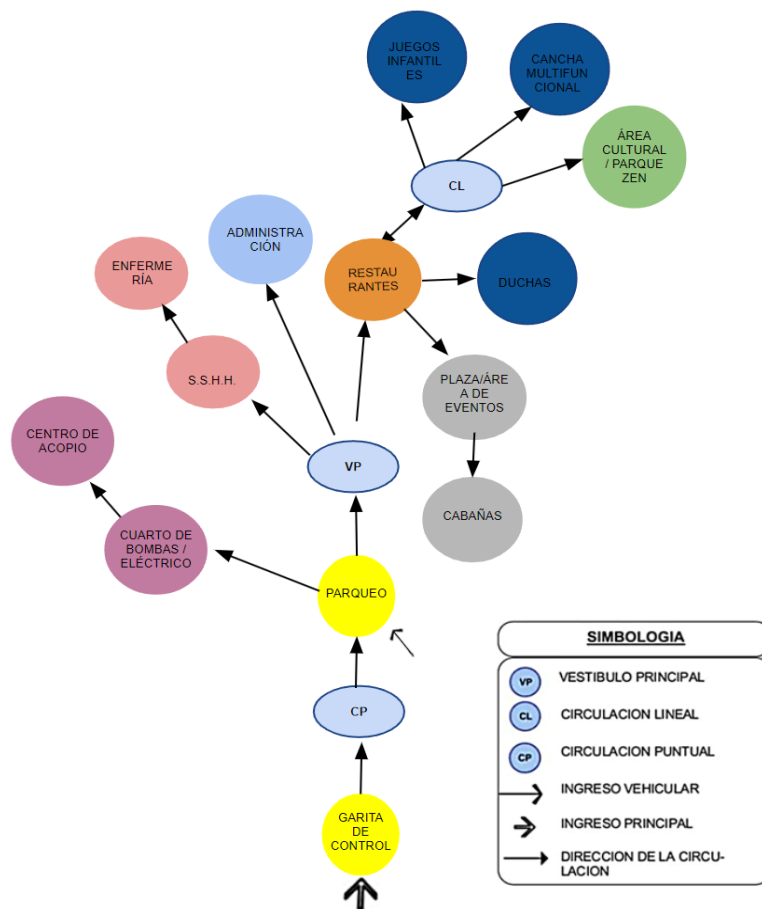 JUEGOS
INFANTIL
ES
CANCHA
MULTIFUN
CIONAL
ÁREA
CULTURAL
/ PARQUE
ZEN
CL
ADMINISTRA
CIÓN
ENFERME
RÍA
RESTAU
RANTES
DUCHAS
S.S.H.H.
PLAZA/ÁRE
A DE
EVENTOS
CENTRO DE
ACOPIO
VP
CABAÑAS
CUARTO DE
BOMBAS /
ELÉCTRICO
PARQUEO
CP
GARITA
DE
CONTROL
SIMBOLOGIA
VP VESTIBULO PRINCIPAL
CL CIRCULACION LINEAL
CP CIRCULACION PUNTUAL
INGRESO VEHICULAR
INGRESO PRINCIPAL
DIRECCION DE LA CIRCU-
LACION